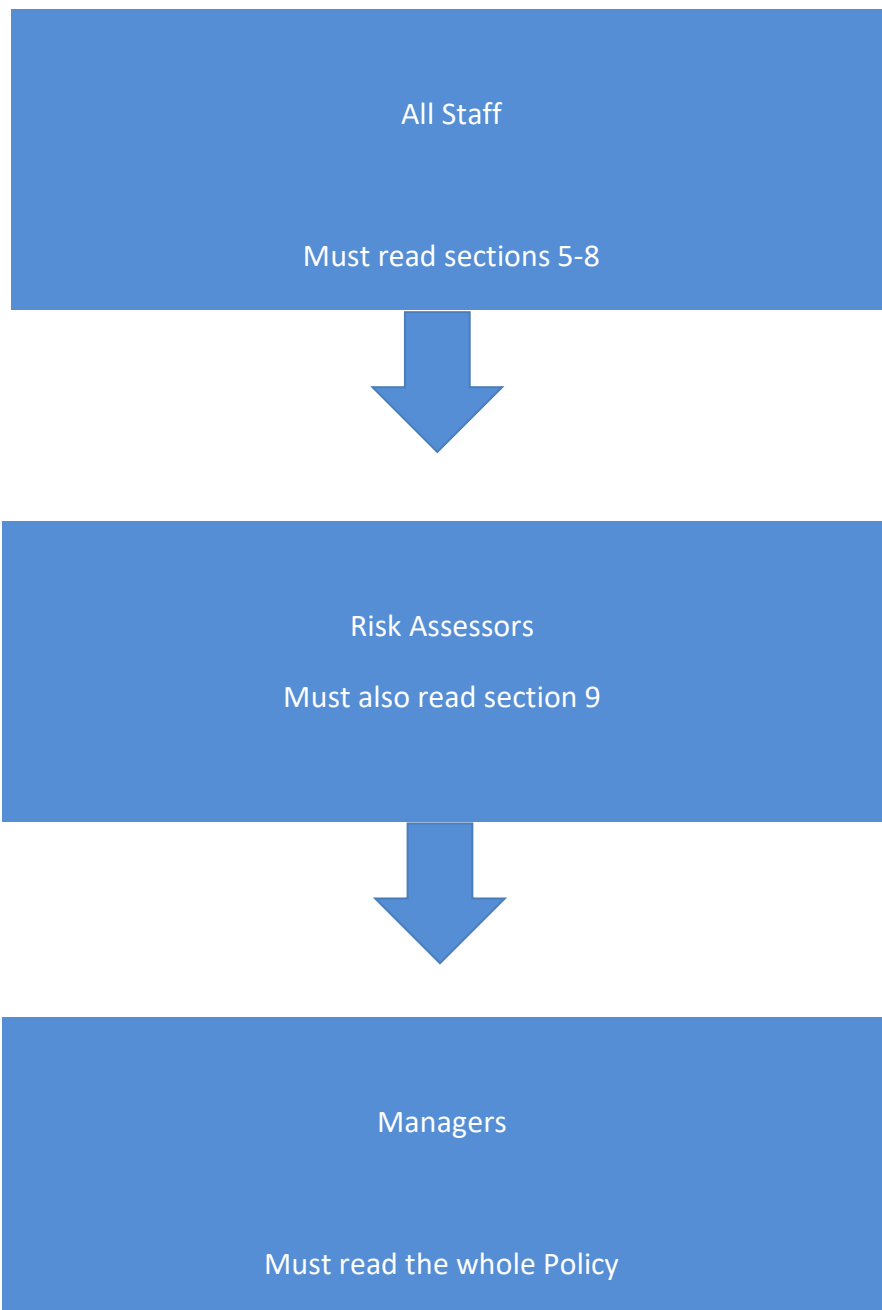 All Staff
Must read sections 5-8
Risk Assessors
Must also read section 9
Managers
Must read the whole Policy